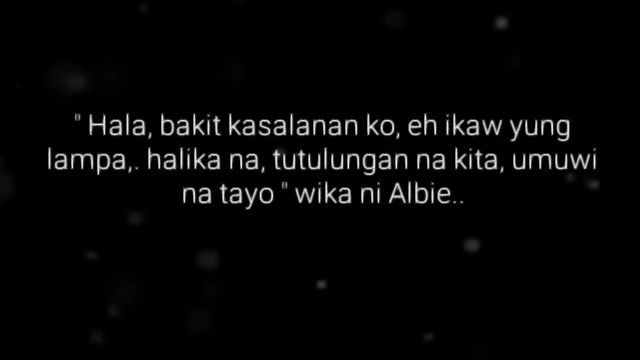 " Hala, bakit kasalanan ko, eh ikaw yung
lampa,. halika na, tutulungan na kita, umuwi
na tayo " wika ni Albie..